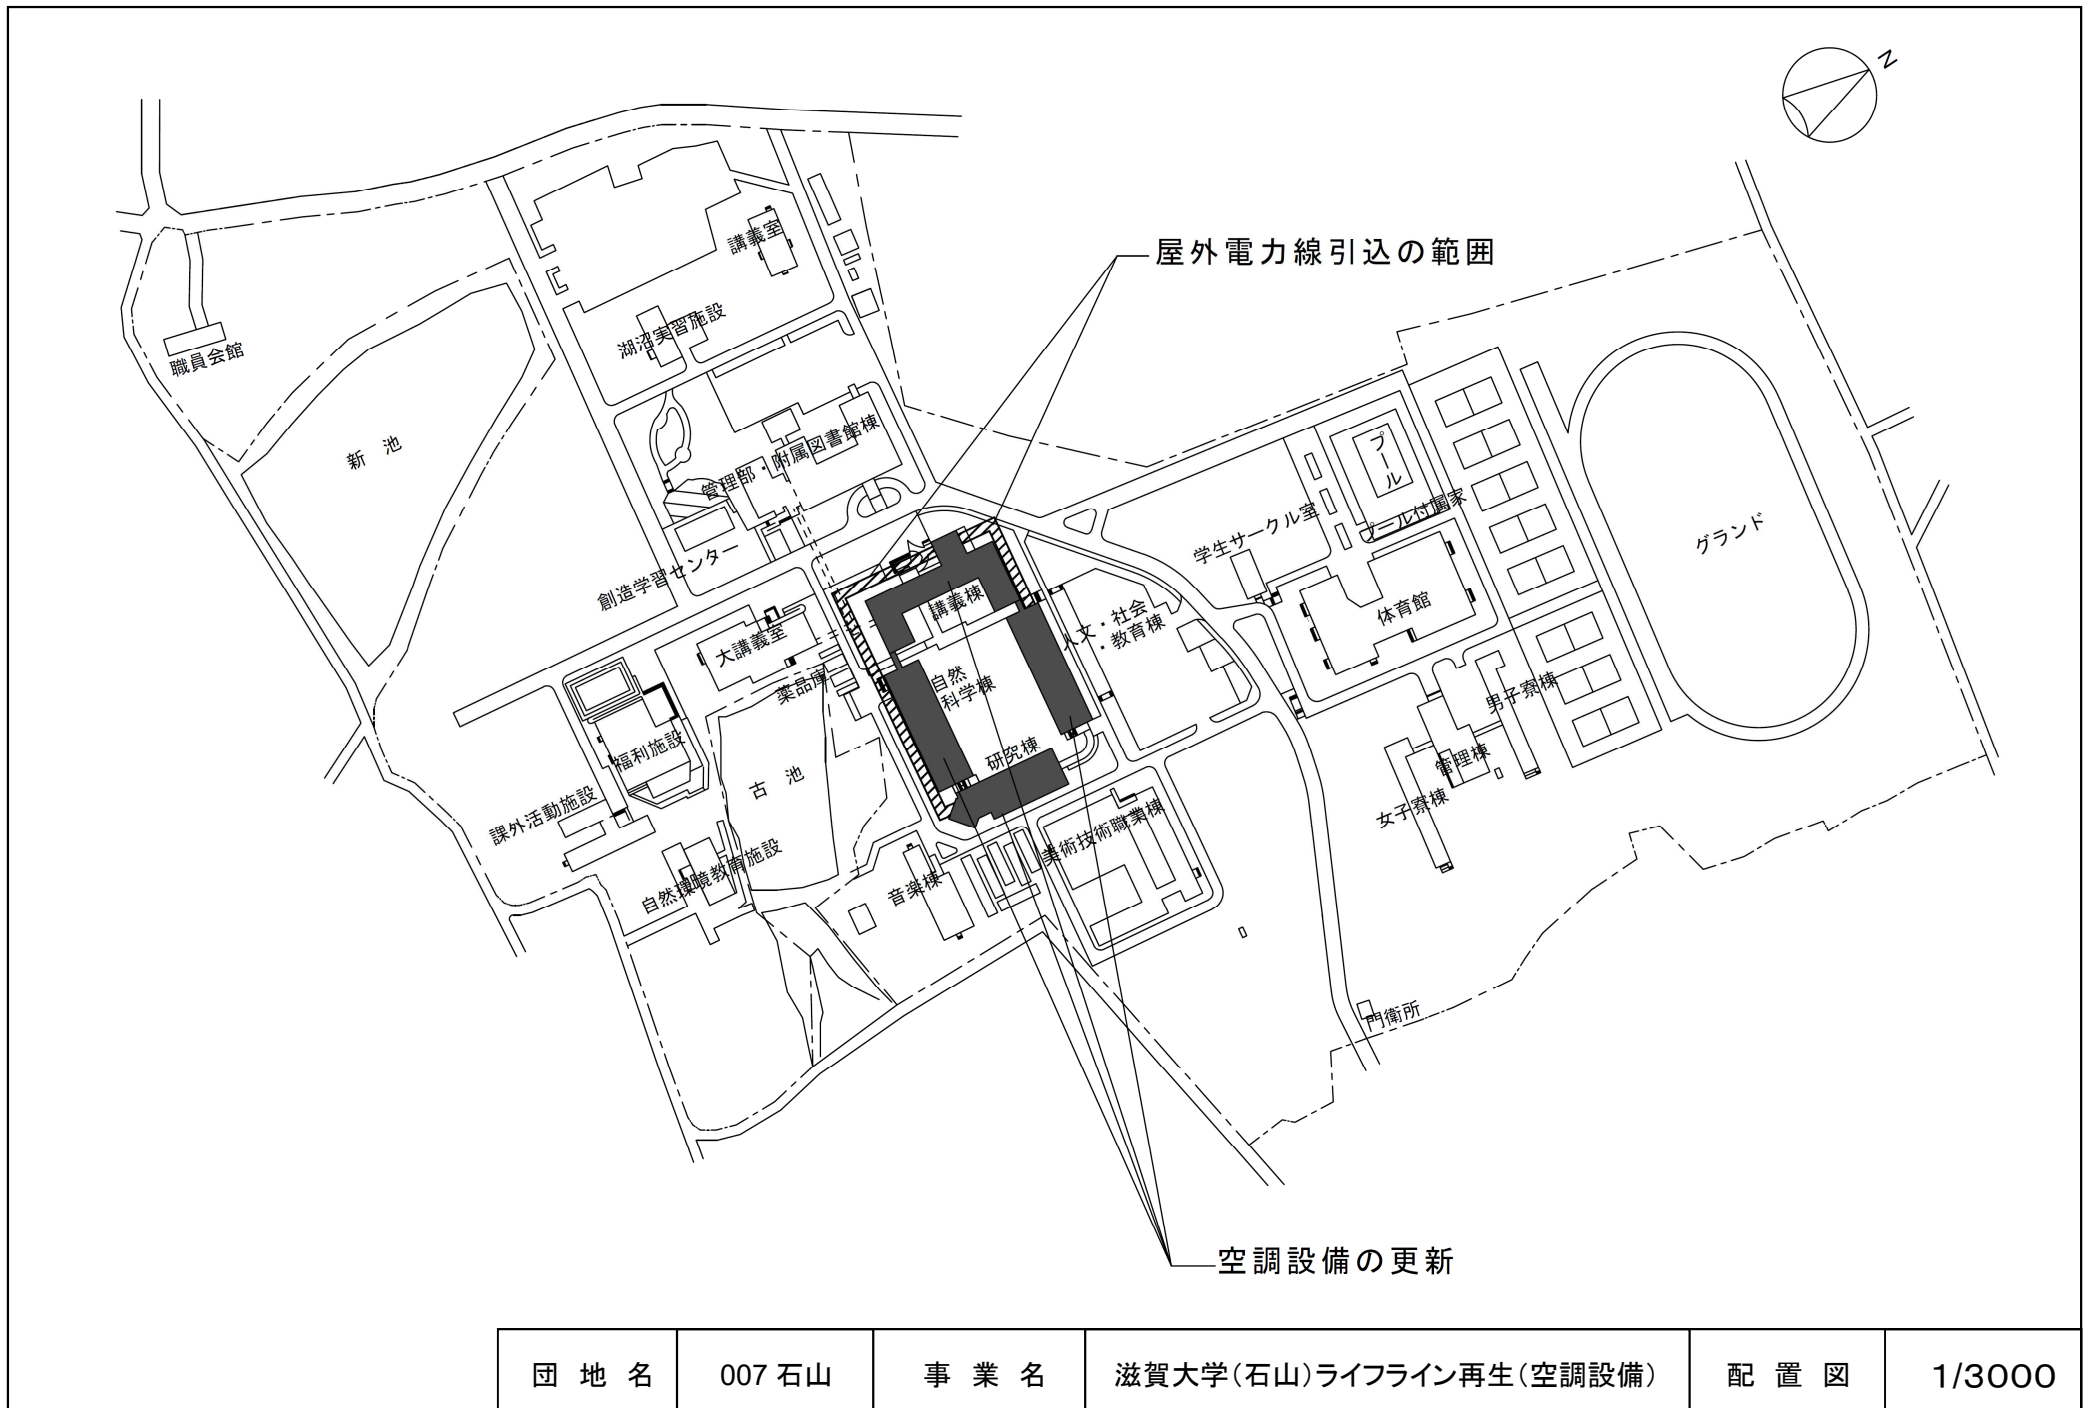 N
講義室
屋外電力線引込の範囲
湖沼実習施設
職員会館
新 池
管理部・附属図書館棟
プール
プール付属家
学生サークル室
グランド
創造学習センター
講義棟
体育館
人文・社会
・教育棟
大講義室
薬品庫
自然
科学棟
男子寮棟
研究棟
福利施設
管理棟
古 池
女子寮棟
課外活動施設
美術技術職業棟
自然環境教育施設
音楽棟
門衛所
空調設備の更新
団 地 名 007 石山 事 業 名 滋賀大学(石山)ライフライン再生(空調設備) 配 置 図 1/3000